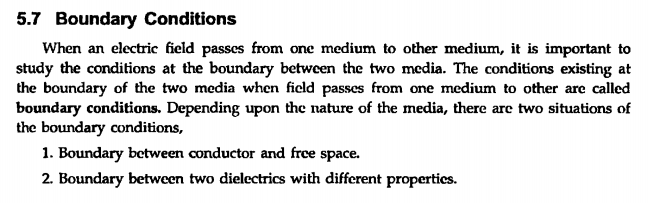 5.7 Boundary Conditions
When an electric field passes from one medium to other medium, it is important to
study the conditions at the boundary between the two media. The conditions existing at
the boundary of the two media when field passes from one medium to other are called
boundary conditions. Depending upon the nature of the media, there are two situations of
the boundary conditions,
1. Boundary between conductor and free space.
2. Boundary between two dielectrics with different properties.